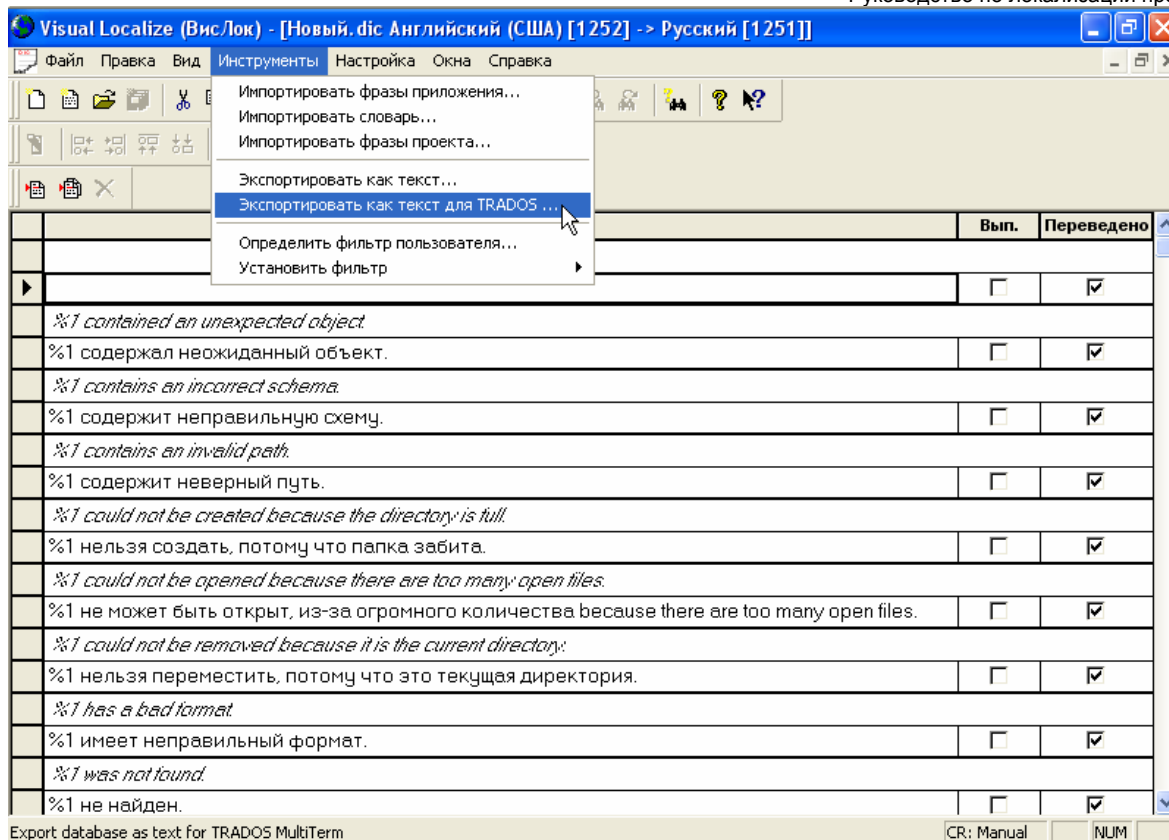 Руководство по локализации про
Visual Localize (ВисЛок) - [Новый.dic Английский (США) [1252] -> Русский [1251]]
Файл Правка Вид Инструменты Настройка Окна Справка
Импортировать фразы приложения...
Импортировать словарь...
Импортировать фразы проекта...
Экспортировать как текст...
Экспортировать как текст для TRADOS ...
Определить фильтр пользователя...
Установить фильтр
Вып. Переведено
%1 contained an unexpected object.
%1 содержал неожиданный объект.
%1 contains an incorrect schema.
%1 содержит неправильную схему.
%1 contains an invalid path.
%1 содержит неверный путь.
%1 could not be created because the directory is full.
%1 нельзя создать, потому что папка забита.
%1 could not be opened because there are too many open files.
%1 не может быть открыт, из-за огромного количества because there are too many open files.
%1 could not be removed because it is the current directory.
%1 нельзя переместить, потому что это текущая директория.
%1 has a bad format.
%1 имеет неправильный формат.
%1 was not found.
%1 не найден.
Export database as text for TRADOS MultiTerm CR: Manual NUM